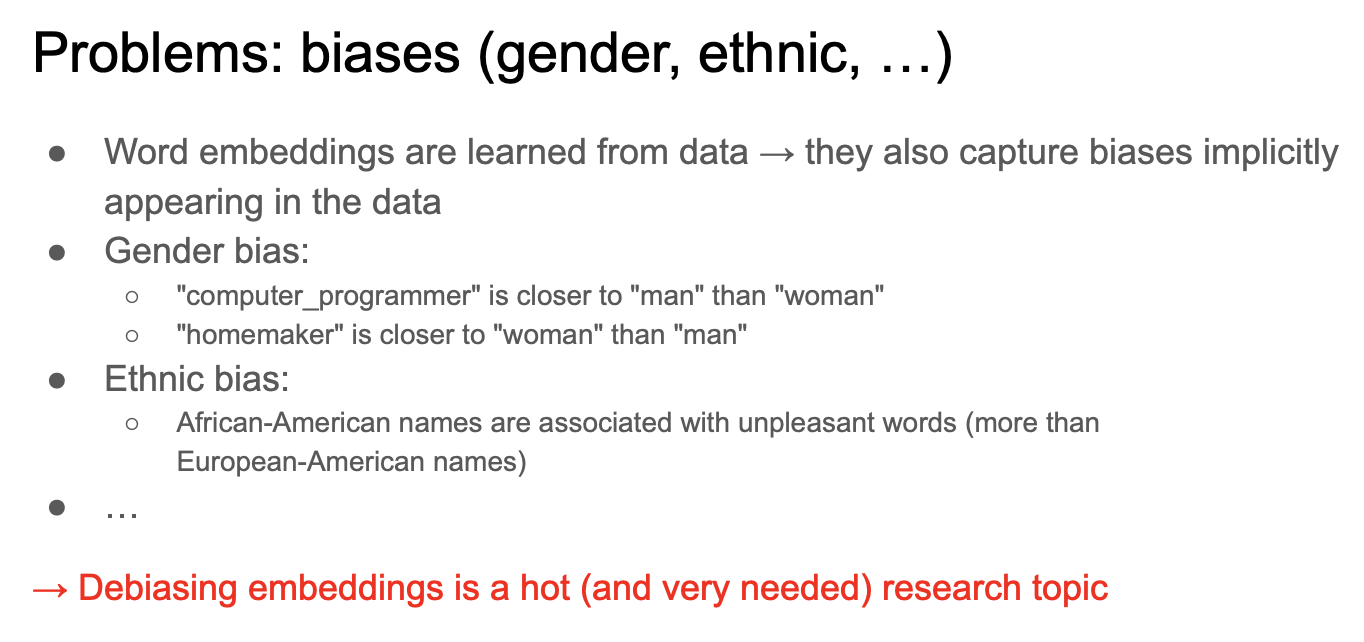 Problems: biases (gender, ethnic, …)
● Word embeddings are learned from data → they also capture biases implicitly
appearing in the data
● Gender bias:
○ "computer_programmer" is closer to "man" than "woman"
○ "homemaker" is closer to "woman" than "man"
● Ethnic bias:
○ African-American names are associated with unpleasant words (more than
European-American names)
● …
→ Debiasing embeddings is a hot (and very needed) research topic